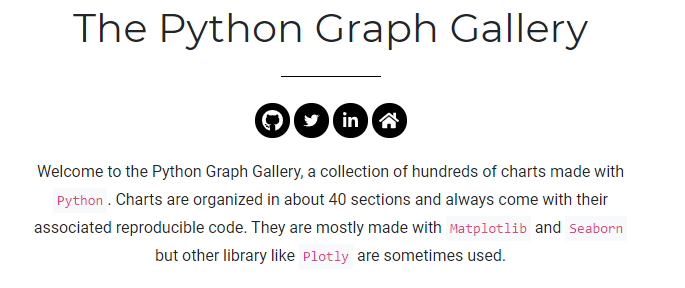 The Python Graph Gallery
Welcome to the Python Graph Gallery, a collection of hundreds of charts made with
Python. Charts are organized in about 40 sections and always come with their
associated reproducible code. They are mostly made with Matplotlib and Seaborn
but other library like Plotly are sometimes used.